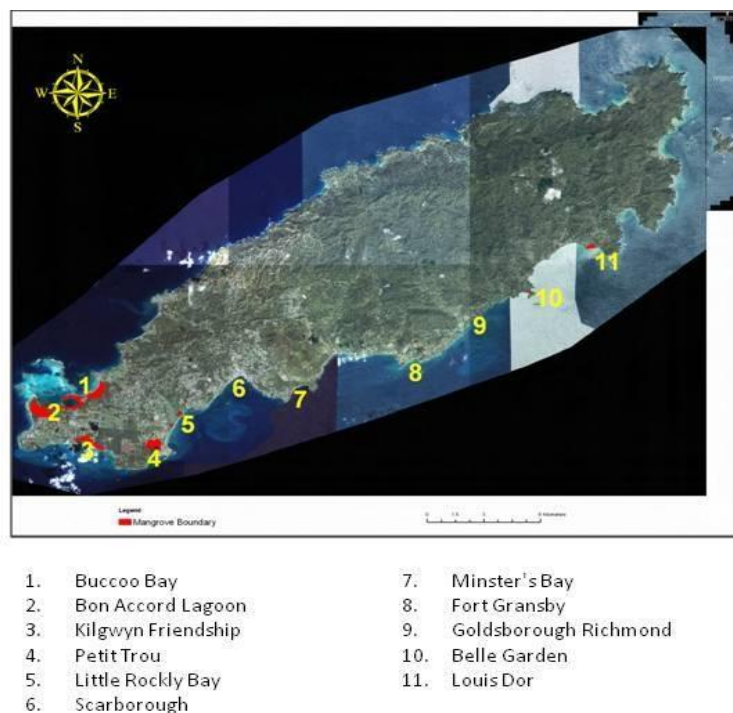 N
W E
S
1
2
3
4
5
6
7
8
9
10
11
Legend
Mangrove Boundary
1. Buccoo Bay
2. Bon Accord Lagoon
3. Kilgwyn Friendship
4. Petit Trou
5. Little Rockly Bay
6. Scarborough
7. Minster's Bay
8. Fort Gransby
9. Goldsborough Richmond
10. Belle Garden
11. Louis Dor